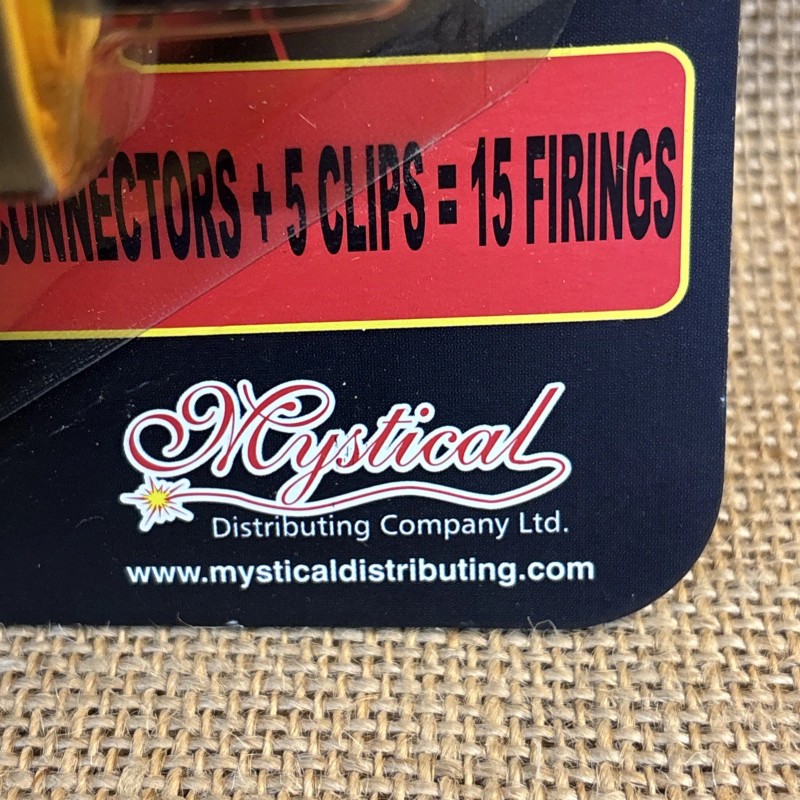 CONNECTORS + 5 CLIPS = 15 FIRINGS
Mystical
Distributing Company Ltd.
www.mysticaldistributing.com